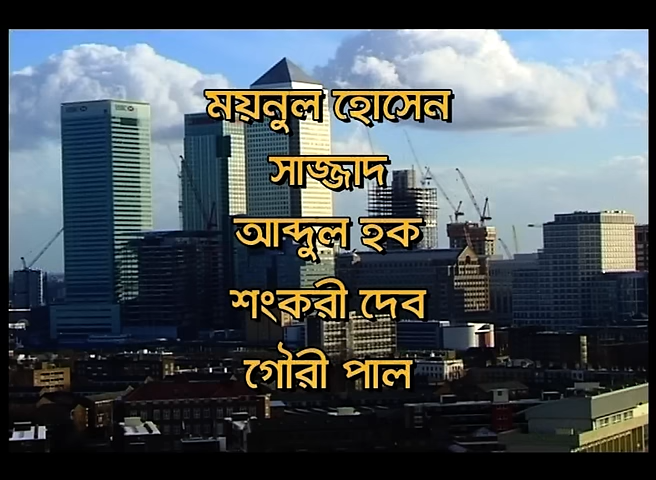 ময়নুল হোসেন
সাজ্জাদ
আব্দুল হক
শংকরী দেব
গৌরী পাল